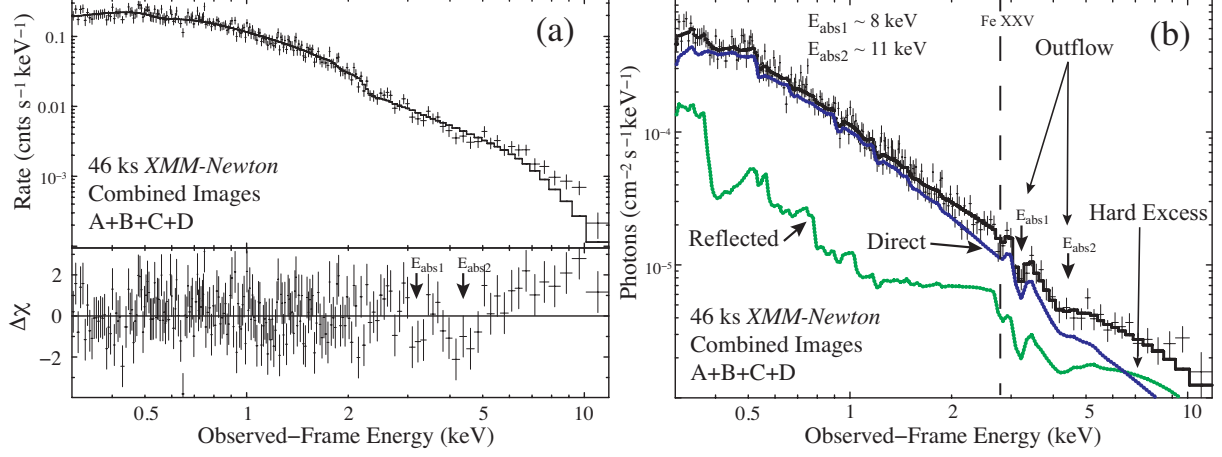 (a)
Rate (cnts s⁻¹ keV⁻¹)
0.1
0.01
10⁻³
46 ks XMM-Newton
Combined Images
A+B+C+D
Δχ
2
0
−2
E_abs1
E_abs2
0.5
1
2
5
10
Observed−Frame Energy (keV)
(b)
Photons (cm⁻² s⁻¹keV⁻¹)
10⁻⁴
10⁻⁵
E_abs1 ~ 8 keV
E_abs2 ~ 11 keV
Fe XXV
Outflow
E_abs1
E_abs2
Hard Excess
Reflected
Direct
46 ks XMM-Newton
Combined Images
A+B+C+D
0.5
1
2
5
10
Observed−Frame Energy (keV)